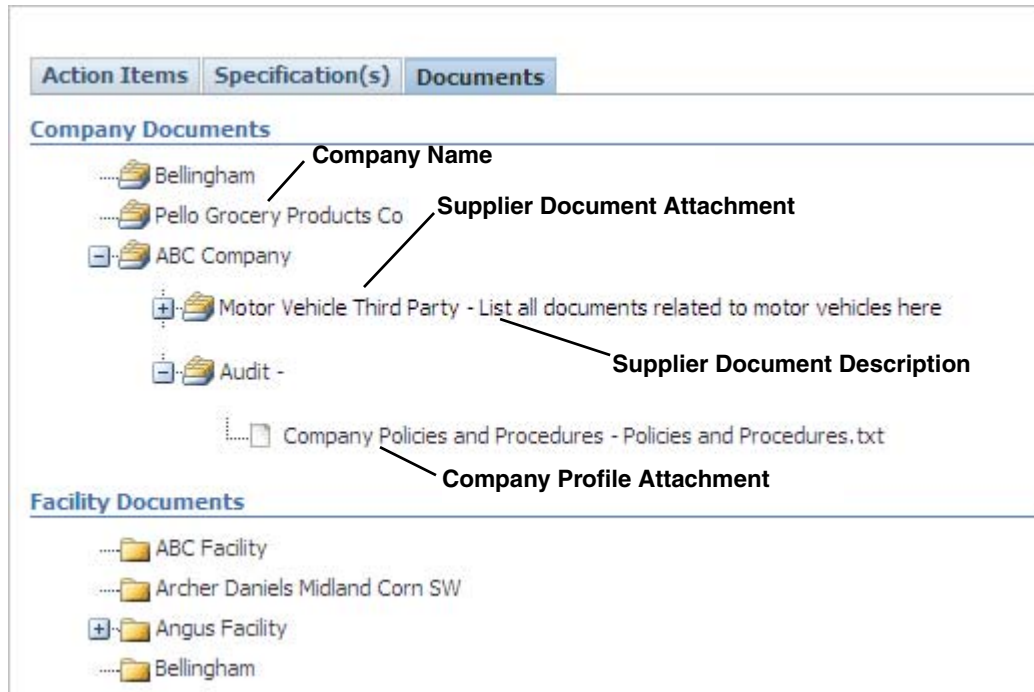 Action Items Specification(s) Documents
Company Documents
Company Name
Bellingham
Supplier Document Attachment
Pello Grocery Products Co
ABC Company
Motor Vehicle Third Party - List all documents related to motor vehicles here
Supplier Document Description
Audit -
Company Policies and Procedures - Policies and Procedures.txt
Company Profile Attachment
Facility Documents
ABC Facility
Archer Daniels Midland Corn SW
Angus Facility
Bellingham